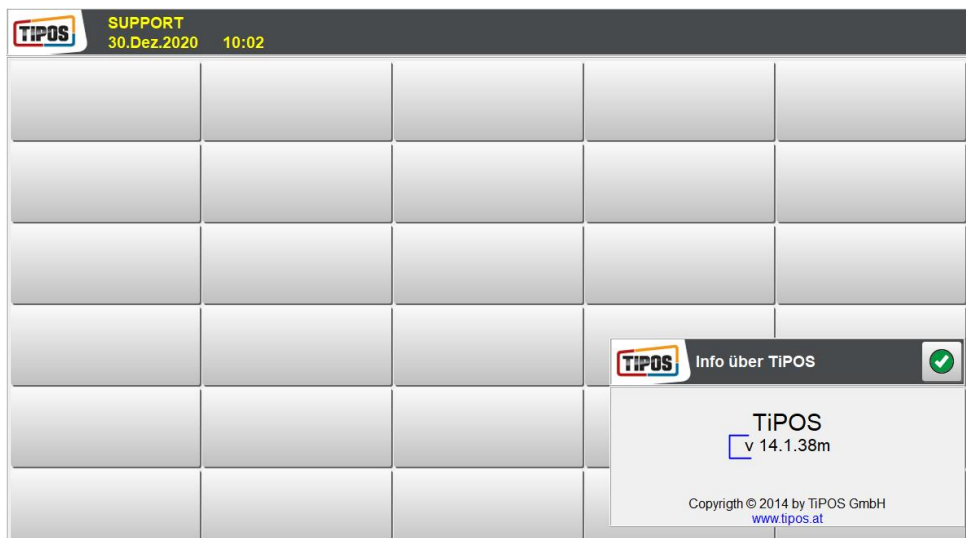 TiPOS
SUPPORT
30.Dez.2020 10:02
TiPOS
Info über TiPOS
TiPOS
v 14.1.38m
Copyrigth © 2014 by TiPOS GmbH
www.tipos.at